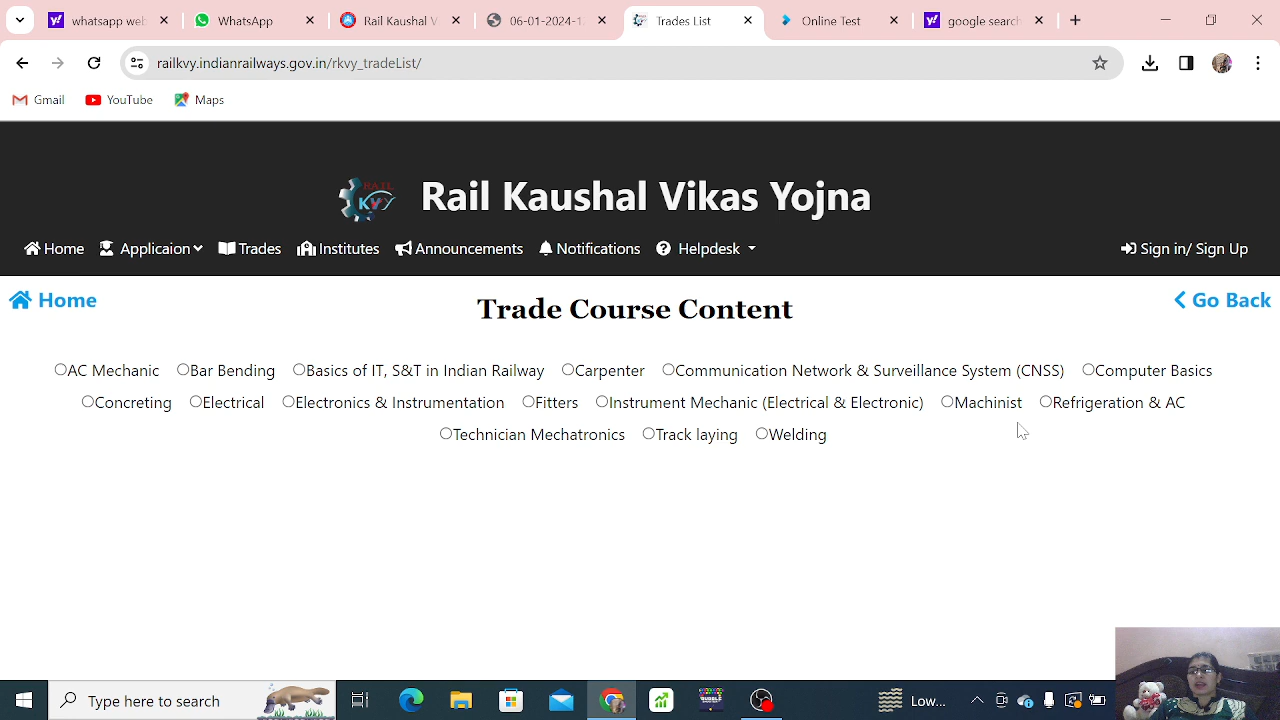 whatsapp web
WhatsApp
Rail Kaushal V
06-01-2024-1
Trades List
Online Test
google search
railkvy.indianrailways.gov.in/rkvy_tradeList/
Gmail YouTube Maps
RAIL
KVY
Rail Kaushal Vikas Yojna
Home Applicaion Trades Institutes Announcements Notifications Helpdesk Sign in/ Sign Up
Home
Trade Course Content
Go Back
AC Mechanic Bar Bending Basics of IT, S&T in Indian Railway Carpenter Communication Network & Surveillance System (CNSS) Computer Basics
Concreting Electrical Electronics & Instrumentation Fitters Instrument Mechanic (Electrical & Electronic) Machinist Refrigeration & AC
Technician Mechatronics Track laying Welding
Type here to search
Low...